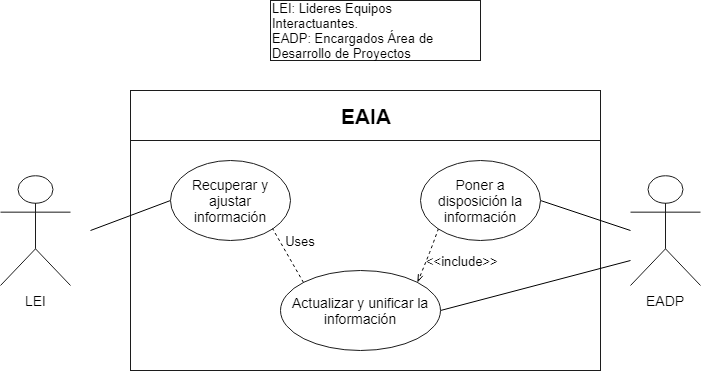 LEI: Lideres Equipos
Interactuantes.
EADP: Encargados Área de
Desarrollo de Proyectos
EAIA
Recuperar y
ajustar
información
Poner a
disposición la
información
Uses
<<include>>
Actualizar y unificar la
información
LEI
EADP